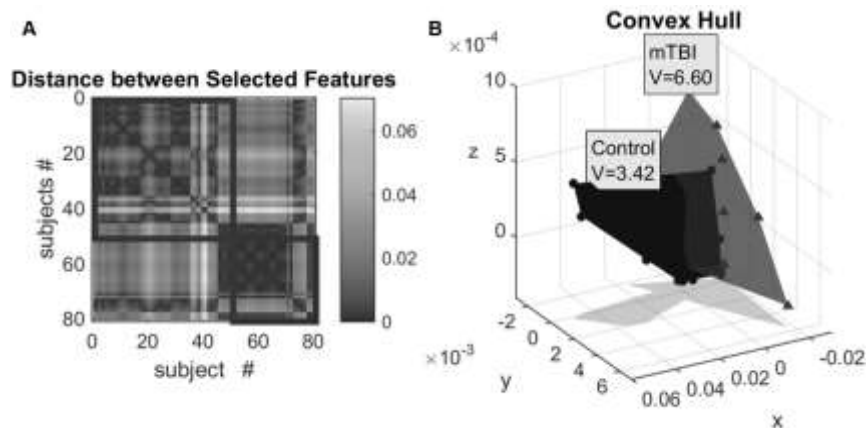 A
Distance between Selected Features
0
20
40
60
80
subjects #
0 20 40 60 80
subject #
0.06
0.04
0.02
0
B
Convex Hull
×10⁻⁴
mTBI
V=6.60
Control
V=3.42
10
5
0
z
-2
0
2
4
6
×10⁻³
y
0.06 0.04 0.02 0 -0.02
x